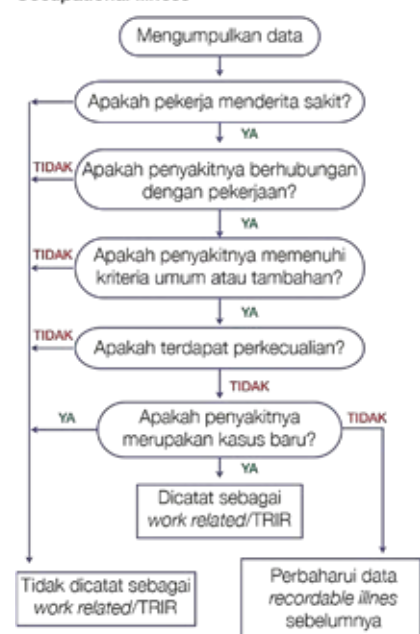 Mengumpulkan data
Apakah pekerja menderita sakit?
YA
TIDAK
Apakah penyakitnya berhubungan
dengan pekerjaan?
YA
TIDAK
Apakah penyakitnya memenuhi
kriteria umum atau tambahan?
YA
TIDAK
Apakah terdapat perkecualian?
TIDAK
YA
Apakah penyakitnya
merupakan kasus baru?
TIDAK
YA
Dicatat sebagai
work related/TRIR
Tidak dicatat sebagai
work related/TRIR
Perbaharui data
recordable illnes
sebelumnya